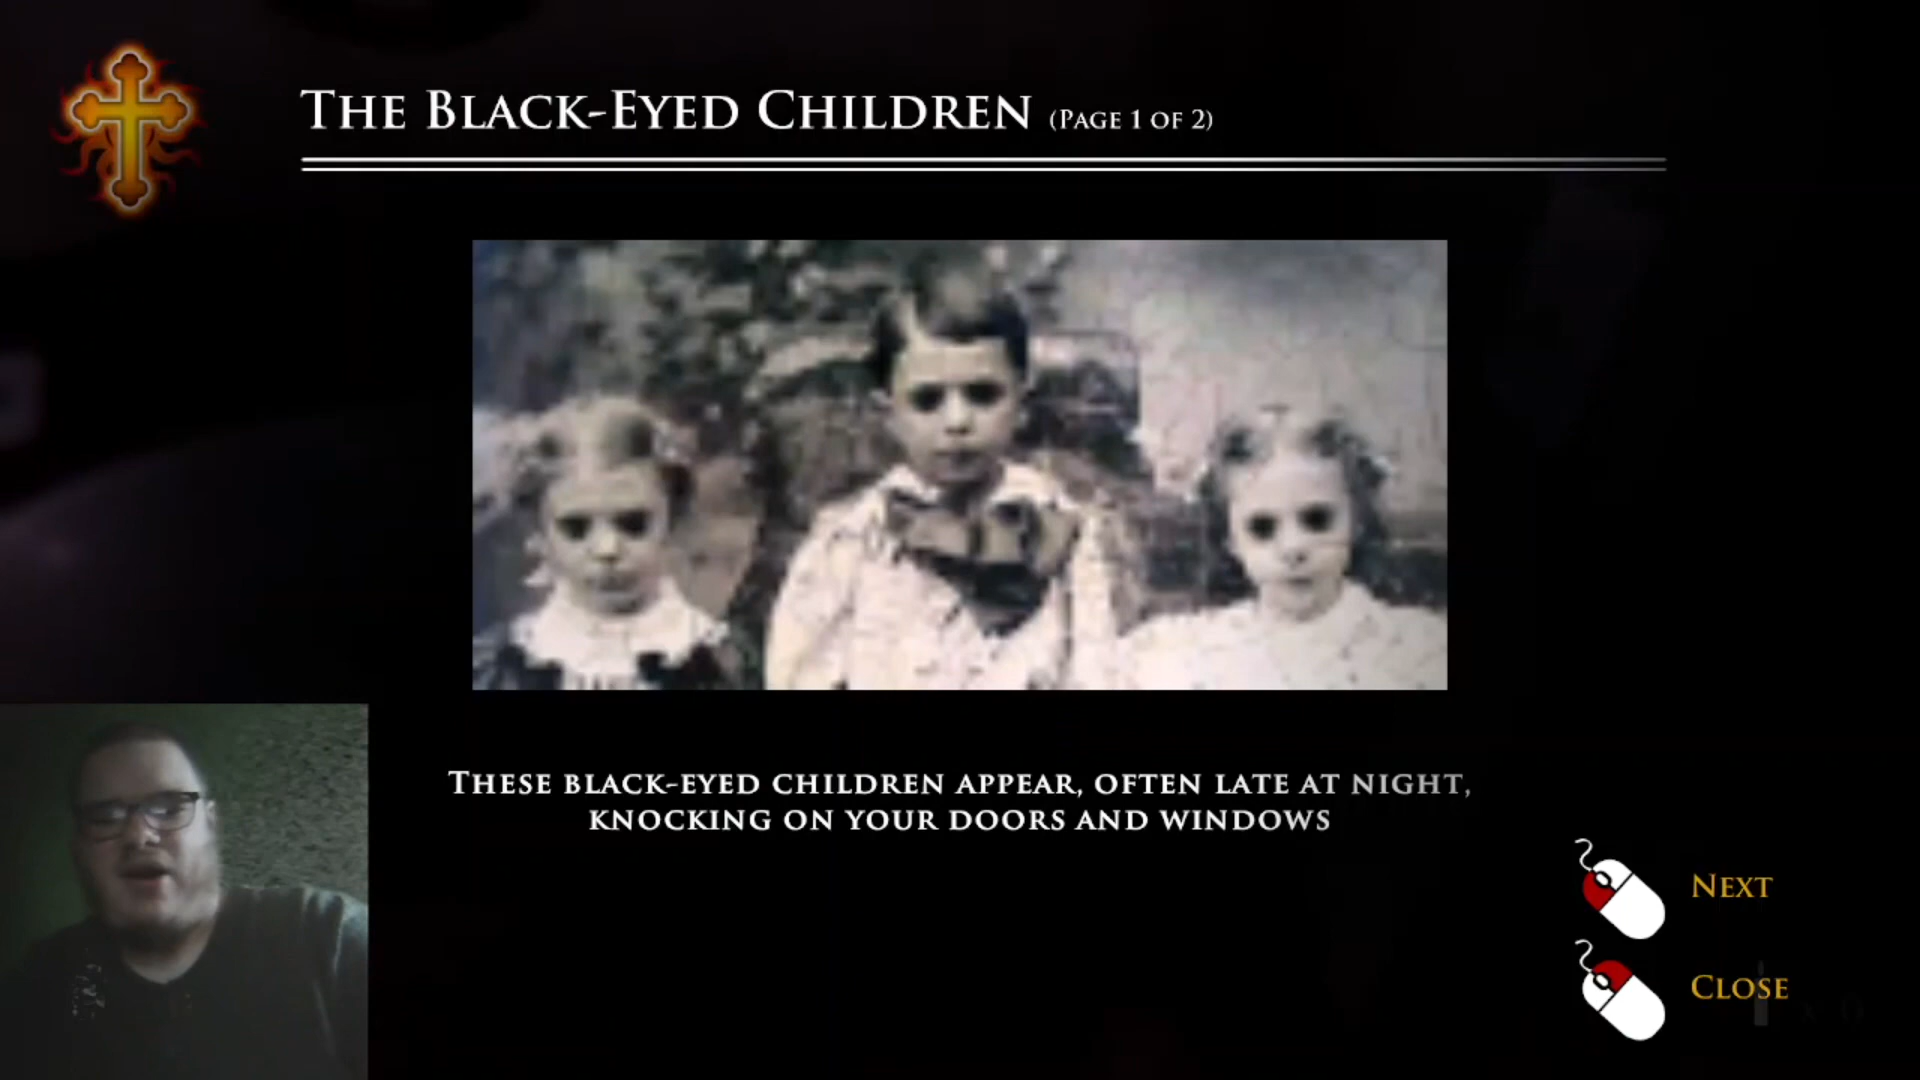 The Black-Eyed Children (Page 1 of 2)
These black-eyed children appear, often late at night,
knocking on your doors and windows
Next
Close